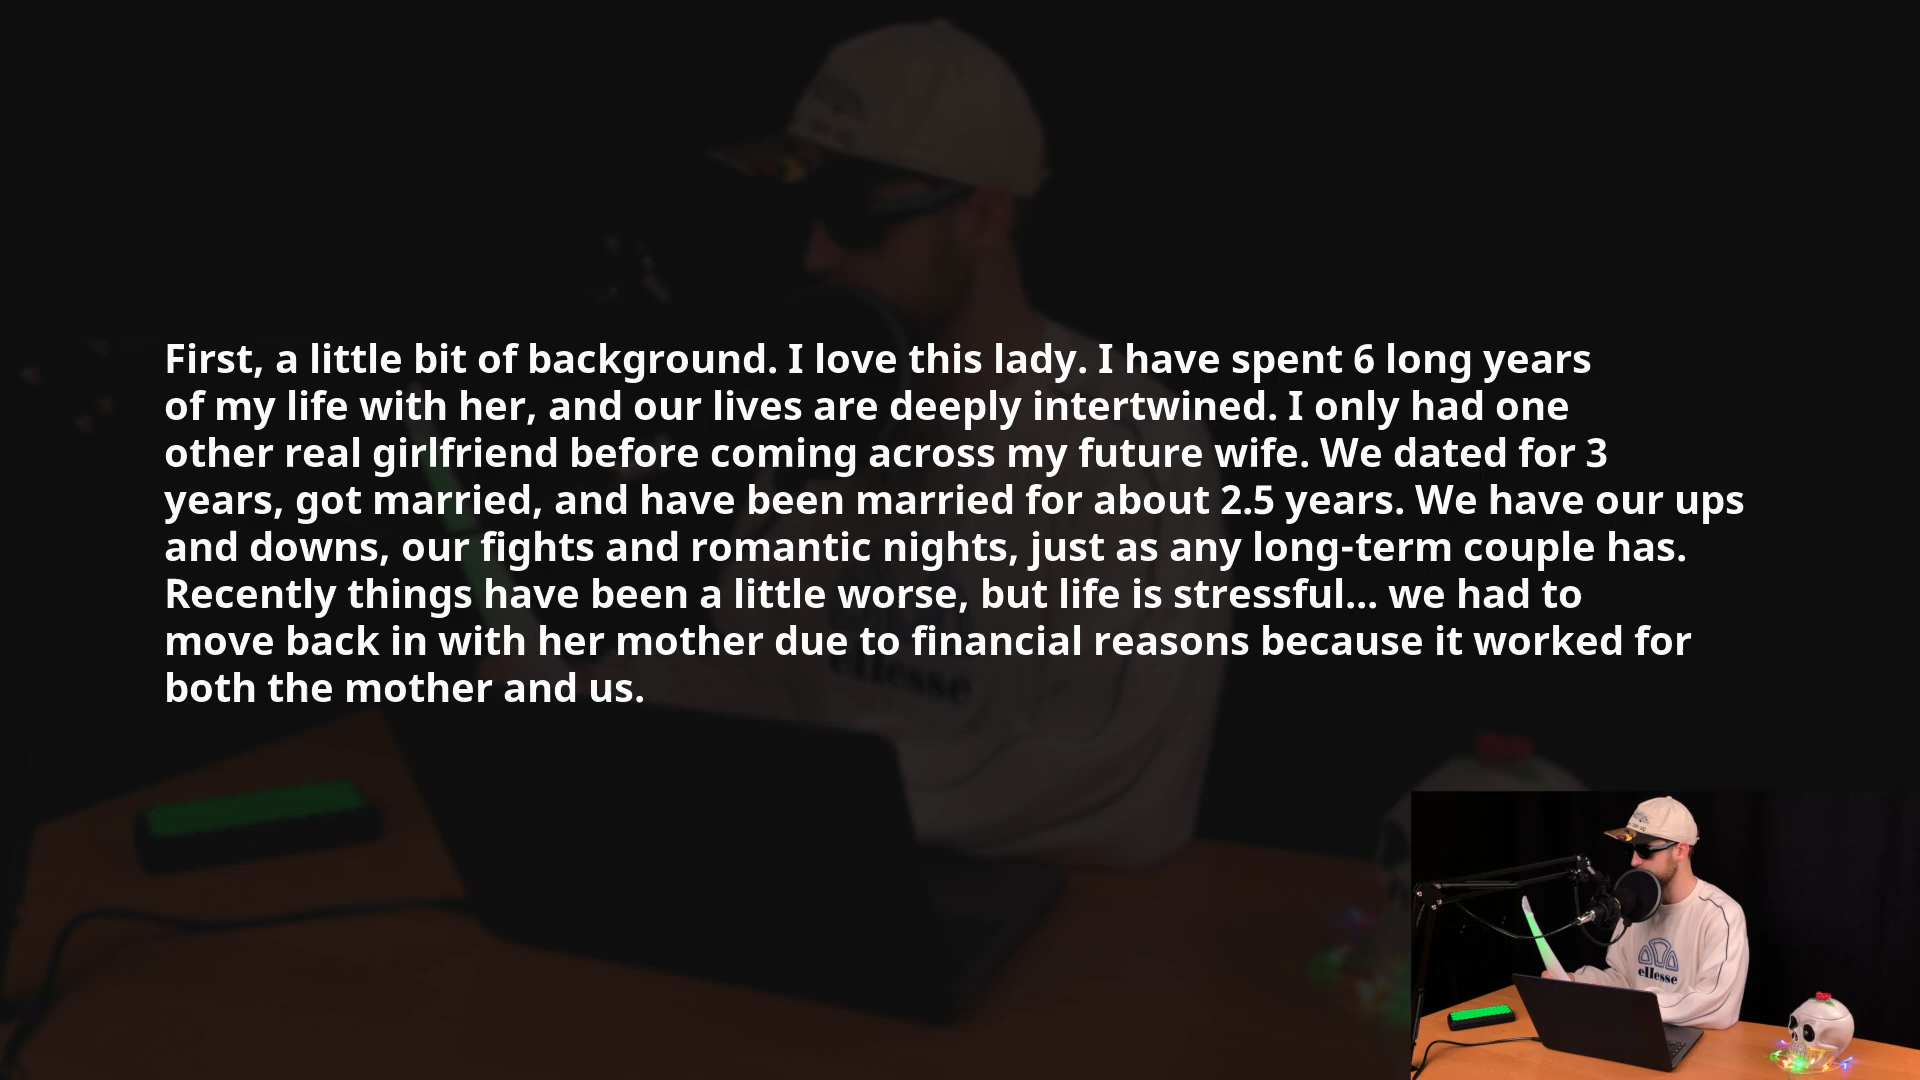 First, a little bit of background. I love this lady. I have spent 6 long years
of my life with her, and our lives are deeply intertwined. I only had one
other real girlfriend before coming across my future wife. We dated for 3
years, got married, and have been married for about 2.5 years. We have our ups
and downs, our fights and romantic nights, just as any long-term couple has.
Recently things have been a little worse, but life is stressful... we had to
move back in with her mother due to financial reasons because it worked for
both the mother and us.
ellesse
ellesse